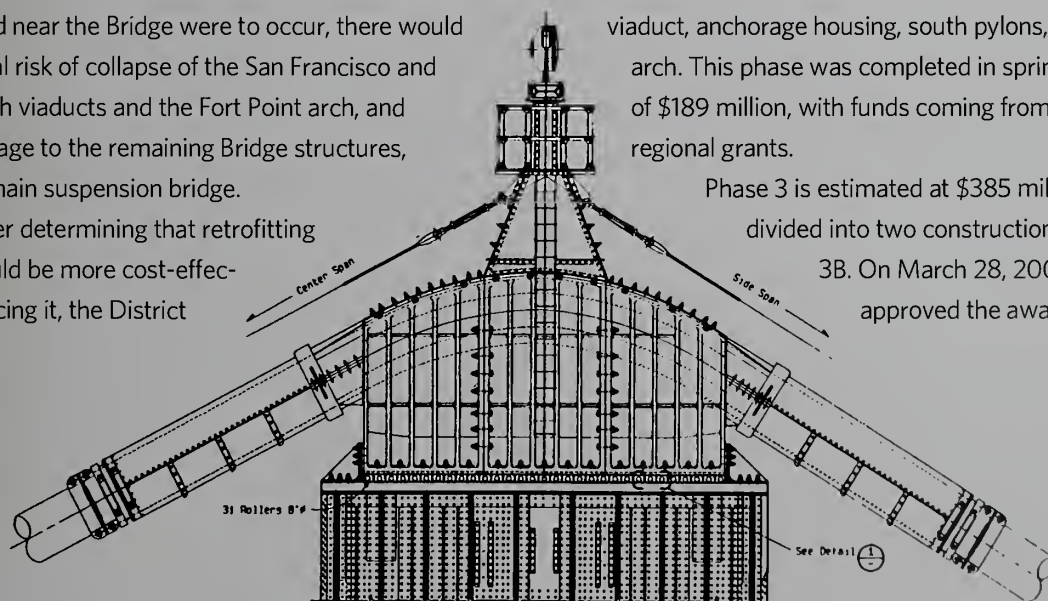 d near the Bridge were to occur, there would
al risk of collapse of the San Francisco and
h viaducts and the Fort Point arch, and
age to the remaining Bridge structures,
main suspension bridge.
er determining that retrofitting
uld be more cost-effec-
cing it, the District
viaduct, anchorage housing, south pylons,
arch. This phase was completed in sprin
of $189 million, with funds coming from
regional grants.
Phase 3 is estimated at $385 mil
divided into two construction
3B. On March 28, 200
approved the awa
Center Span
Side Span
31 Rollers 8"ø
See Detail 1
-